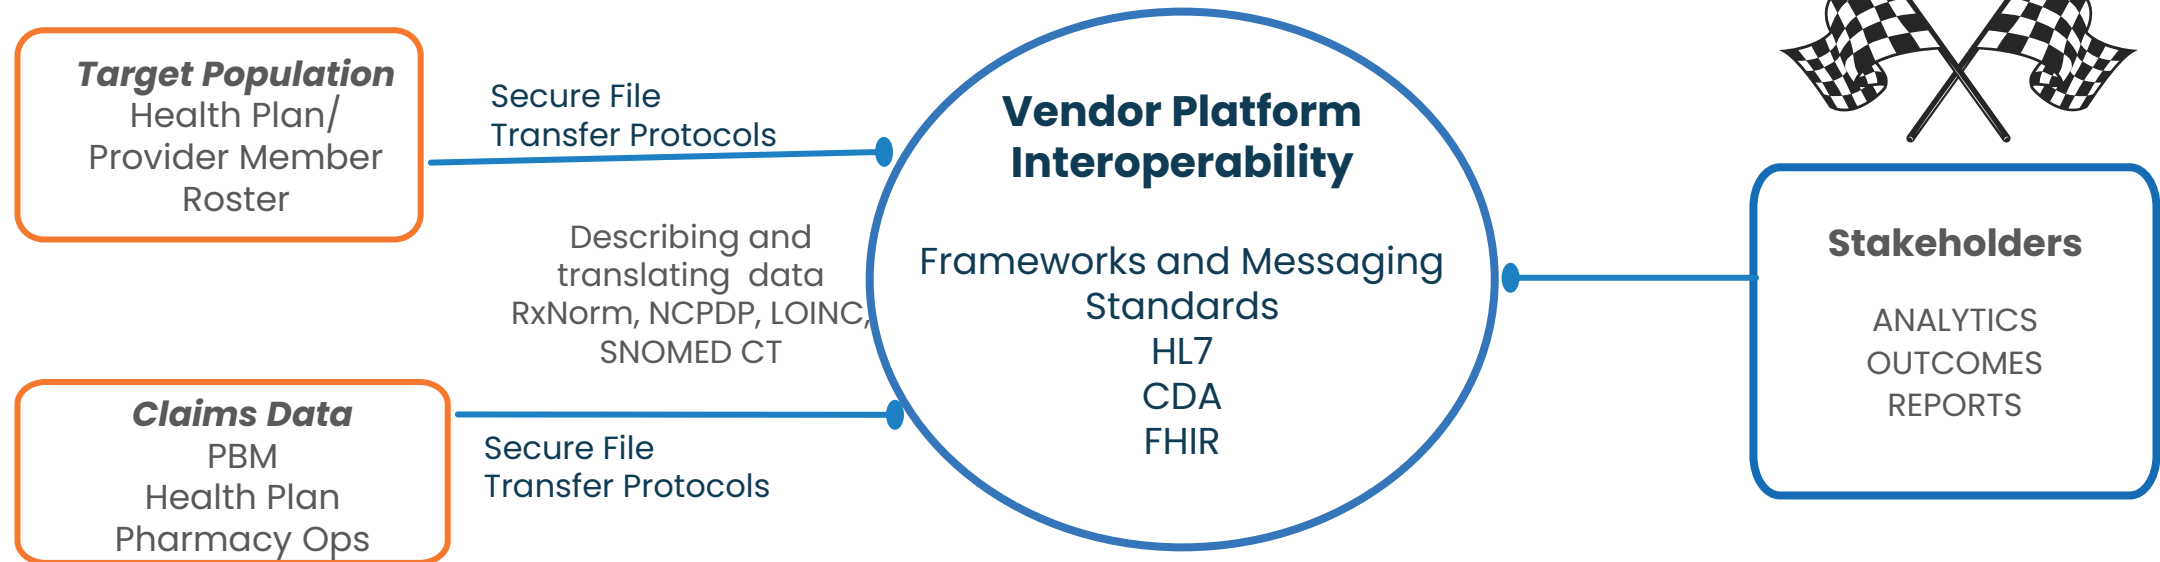 Target Population
Health Plan/
Provider Member
Roster
Secure File
Transfer Protocols
Describing and
translating data
RxNorm, NCPDP, LOINC,
SNOMED CT
Claims Data
PBM
Health Plan
Pharmacy Ops
Secure File
Transfer Protocols
Vendor Platform
Interoperability
Frameworks and Messaging
Standards
HL7
CDA
FHIR
Stakeholders
ANALYTICS
OUTCOMES
REPORTS